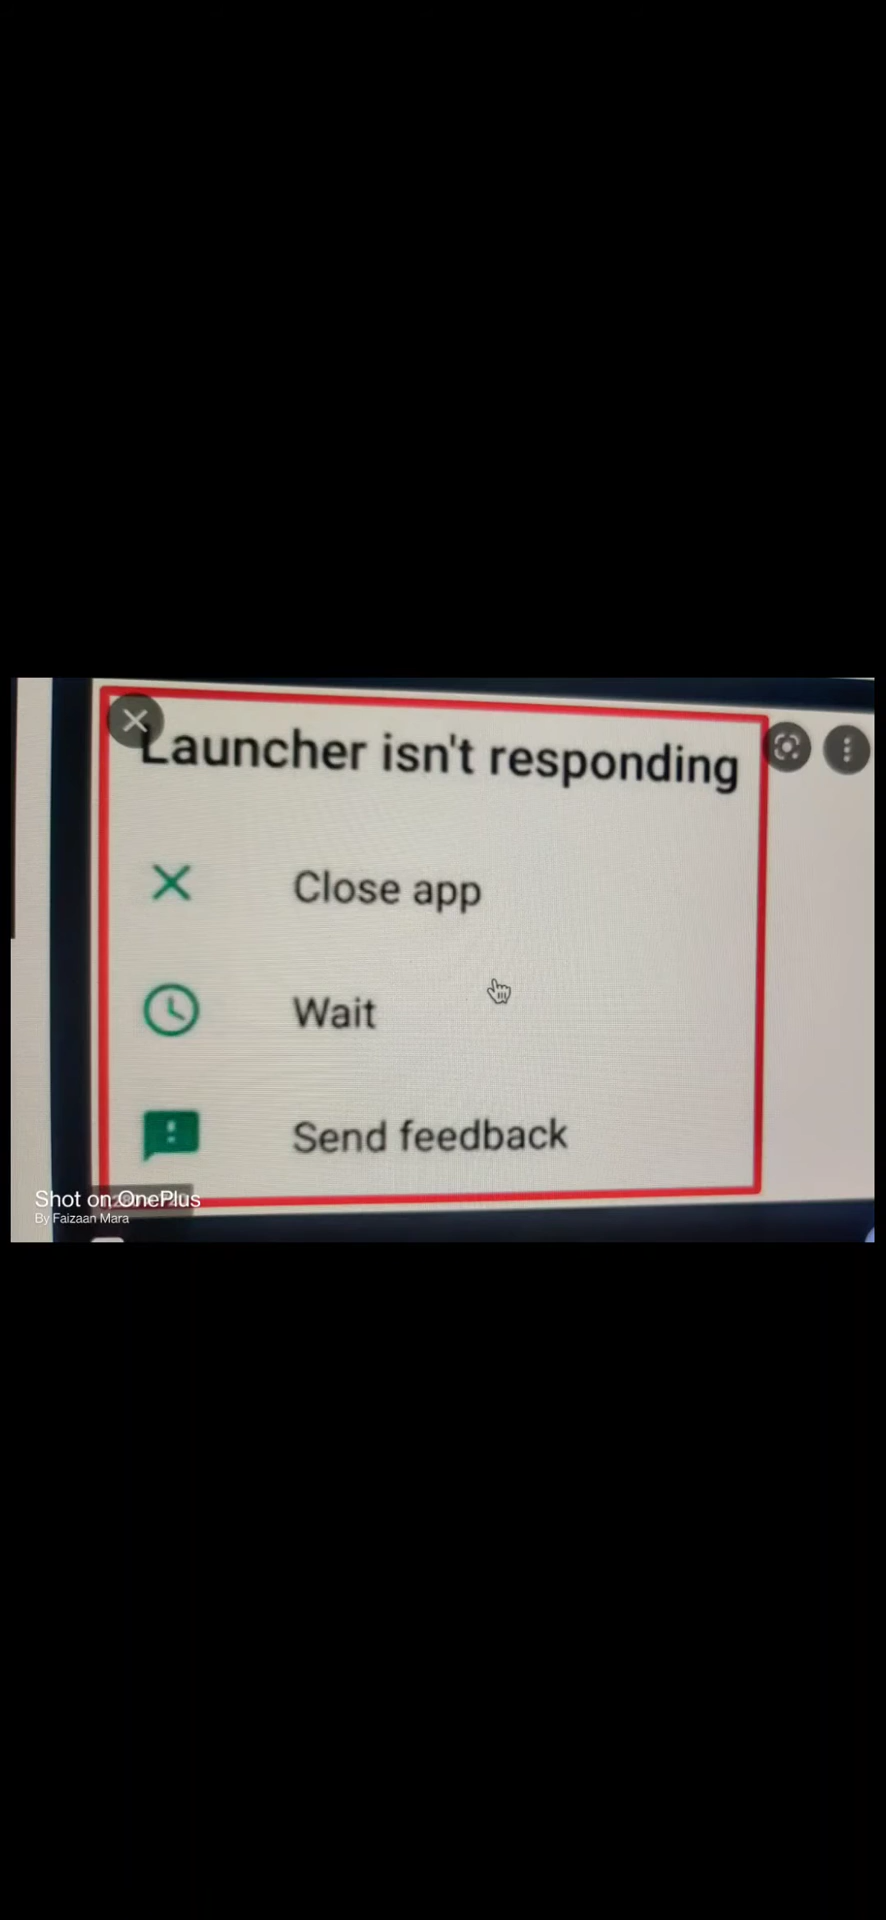 Launcher isn't responding
Close app
Wait
Send feedback
Shot on OnePlus
By Faizaan Mara